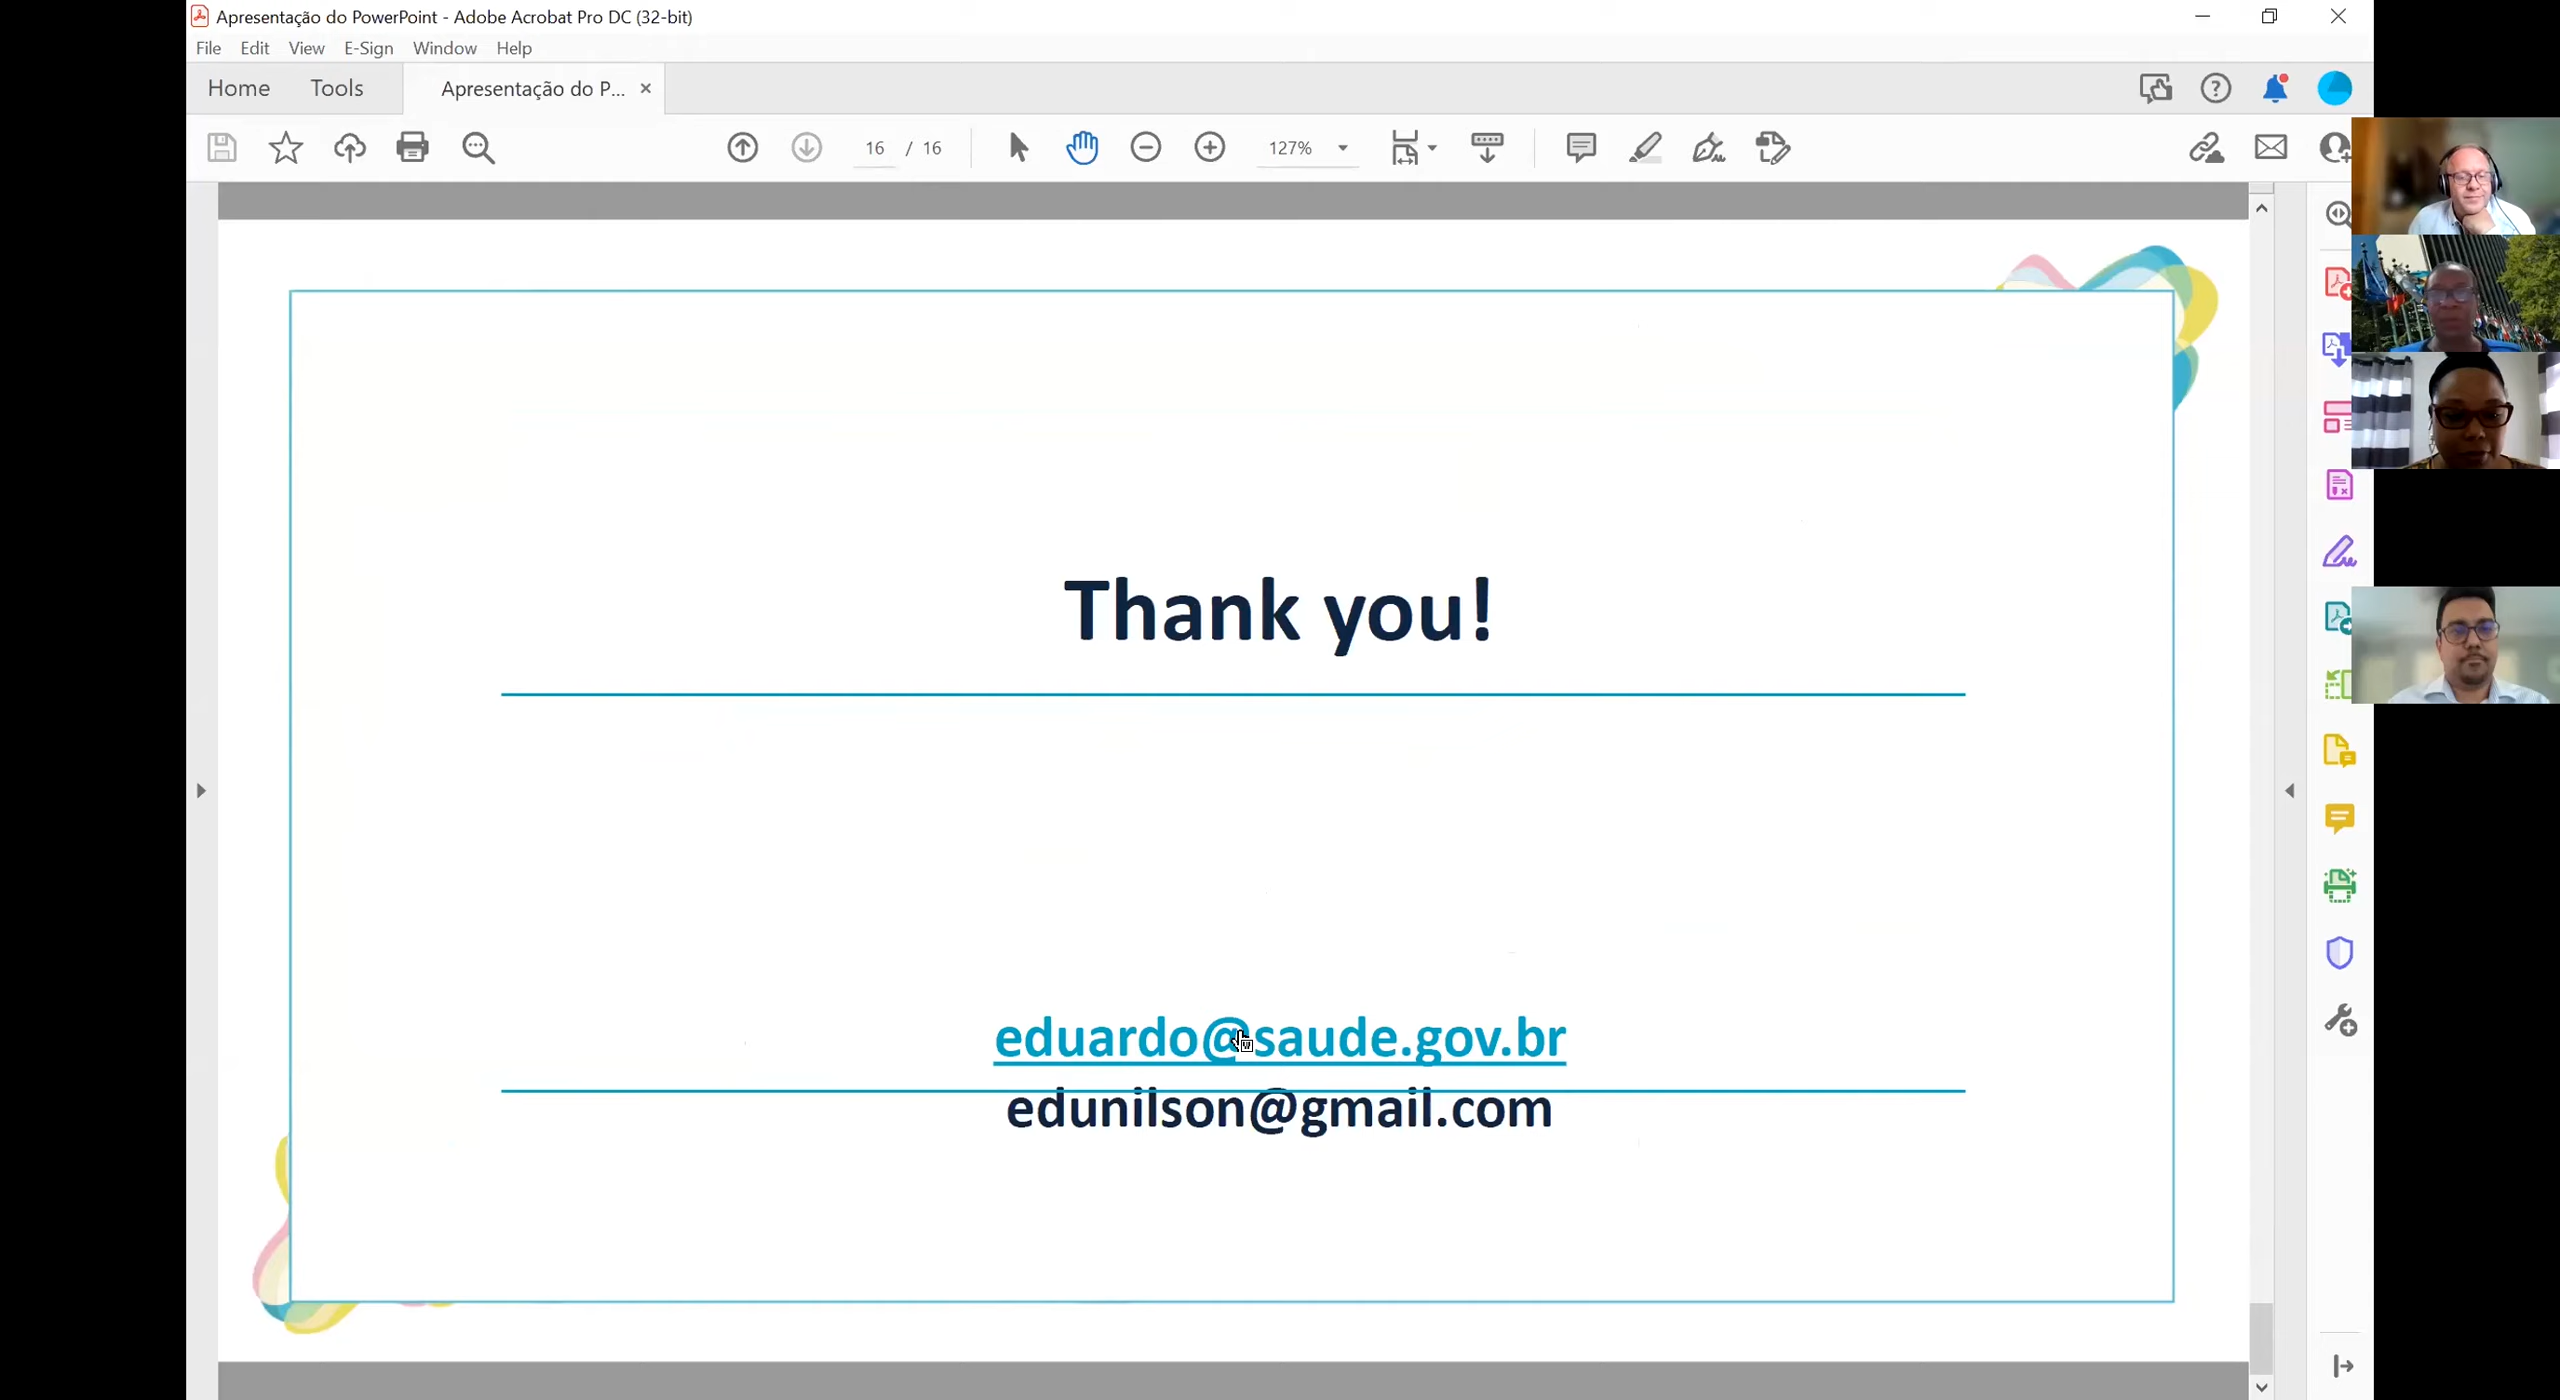 Apresentação do PowerPoint - Adobe Acrobat Pro DC (32-bit)
File Edit View E-Sign Window Help
Home Tools Apresentação do P... ×
16 / 16 127%
Thank you!
eduardo@saude.gov.br
edunilson@gmail.com